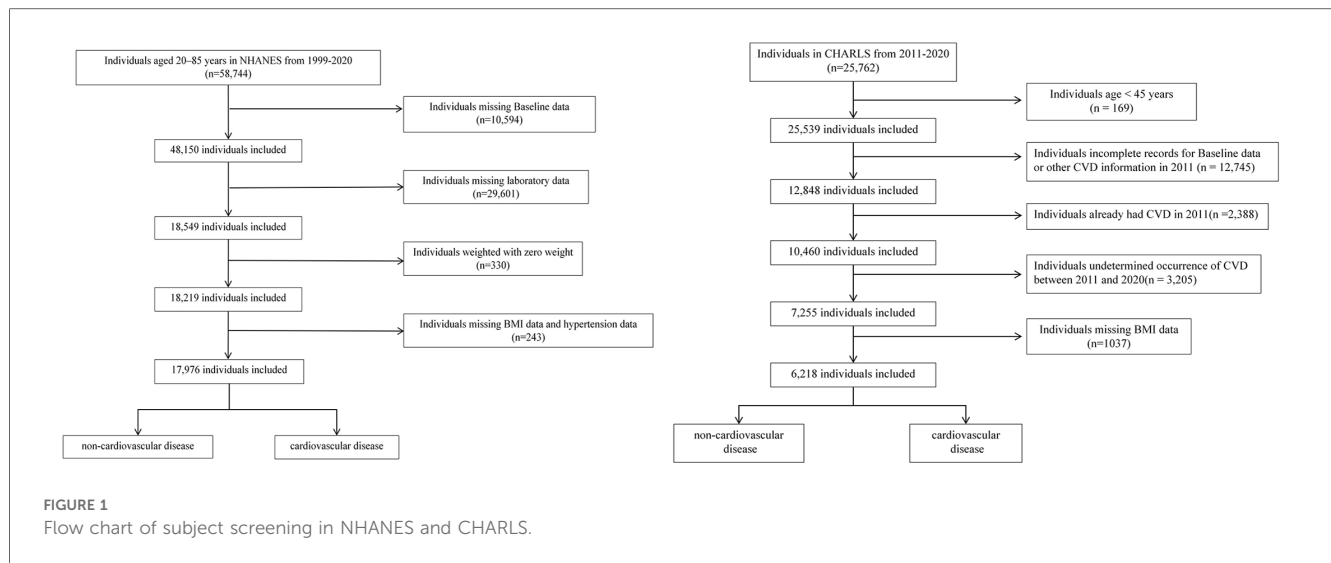 Individuals aged 20–85 years in NHANES from 1999-2020
(n=58,744)
Individuals missing Baseline data
(n=10,594)
48,150 individuals included
Individuals missing laboratory data
(n=29,601)
18,549 individuals included
Individuals weighted with zero weight
(n=330)
18,219 individuals included
Individuals missing BMI data and hypertension data
(n=243)
17,976 individuals included
non-cardiovascular disease
cardiovascular disease
Individuals in CHARLS from 2011-2020
(n=25,762)
Individuals age < 45 years
(n = 169)
25,539 individuals included
Individuals incomplete records for Baseline data
or other CVD information in 2011 (n = 12,745)
12,848 individuals included
Individuals already had CVD in 2011(n =2,388)
10,460 individuals included
Individuals undetermined occurrence of CVD
between 2011 and 2020(n = 3,205)
7,255 individuals included
Individuals missing BMI data
(n=1037)
6,218 individuals included
non-cardiovascular
disease
cardiovascular
disease
FIGURE 1
Flow chart of subject screening in NHANES and CHARLS.